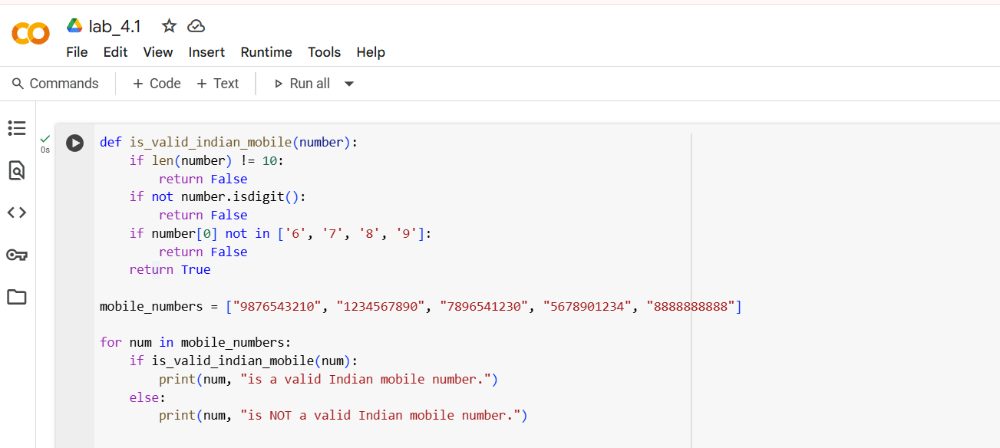 lab_4.1
File Edit View Insert Runtime Tools Help
Commands + Code + Text Run all
0s
def is_valid_indian_mobile(number):
    if len(number) != 10:
        return False
    if not number.isdigit():
        return False
    if number[0] not in ['6', '7', '8', '9']:
        return False
    return True
mobile_numbers = ["9876543210", "1234567890", "7896541230", "5678901234", "8888888888"]
for num in mobile_numbers:
    if is_valid_indian_mobile(num):
        print(num, "is a valid Indian mobile number.")
    else:
        print(num, "is NOT a valid Indian mobile number.")